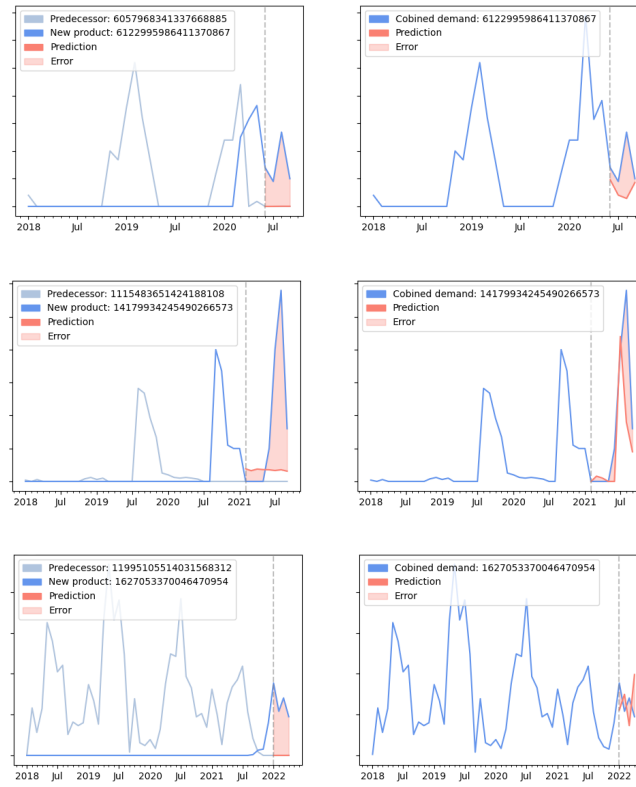 Predecessor: 6057968341337668885
New product: 6122995986411370867
Prediction
Error
2018 Jul 2019 Jul 2020 Jul
Cobined demand: 6122995986411370867
Prediction
Error
2018 Jul 2019 Jul 2020 Jul
Predecessor: 1115483651424188108
New product: 14179934245490266573
Prediction
Error
2018 Jul 2019 Jul 2020 Jul 2021 Jul
Cobined demand: 14179934245490266573
Prediction
Error
2018 Jul 2019 Jul 2020 Jul 2021 Jul
Predecessor: 11995105514031568312
New product: 1627053370046470954
Prediction
Error
2018 Jul 2019 Jul 2020 Jul 2021 Jul 2022
Cobined demand: 1627053370046470954
Prediction
Error
2018 Jul 2019 Jul 2020 Jul 2021 Jul 2022